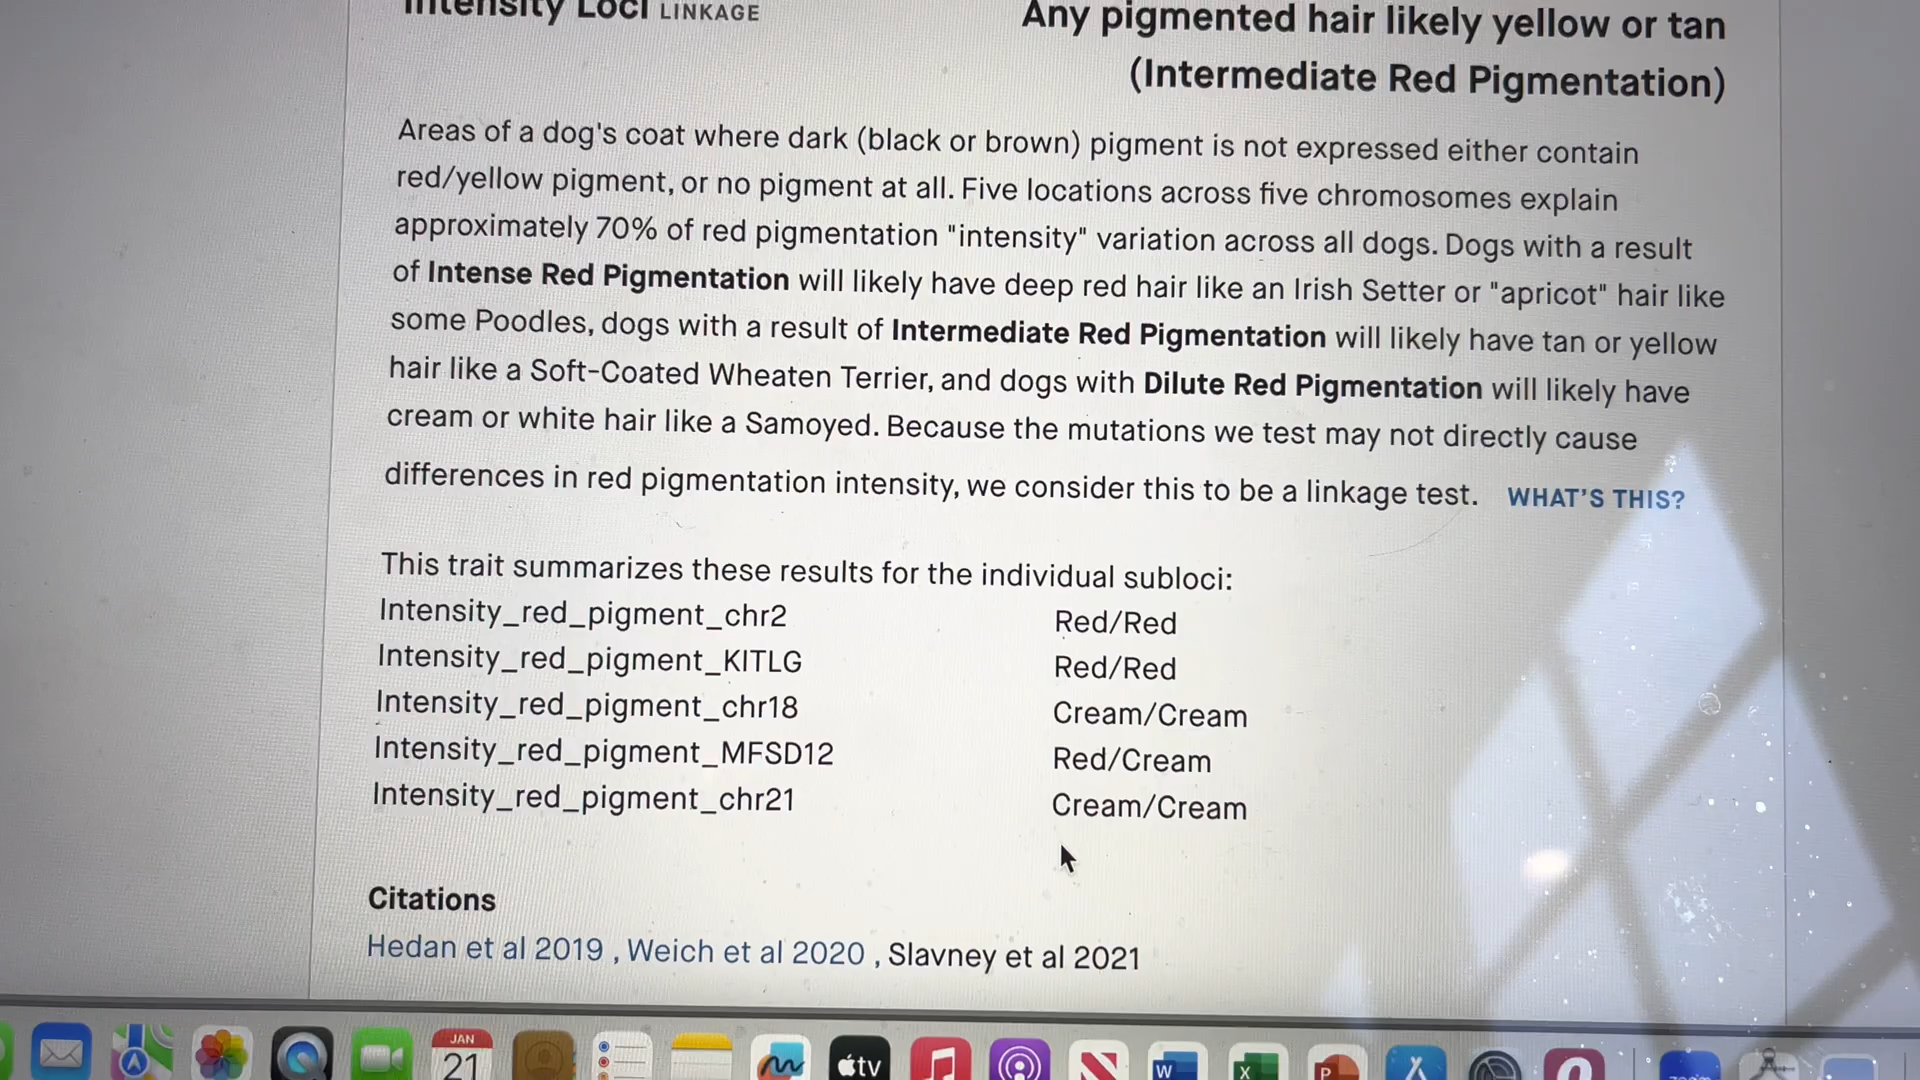 Intensity Loci LINKAGE
Any pigmented hair likely yellow or tan
(Intermediate Red Pigmentation)
Areas of a dog's coat where dark (black or brown) pigment is not expressed either contain
red/yellow pigment, or no pigment at all. Five locations across five chromosomes explain
approximately 70% of red pigmentation "intensity" variation across all dogs. Dogs with a result
of Intense Red Pigmentation will likely have deep red hair like an Irish Setter or "apricot" hair like
some Poodles, dogs with a result of Intermediate Red Pigmentation will likely have tan or yellow
hair like a Soft-Coated Wheaten Terrier, and dogs with Dilute Red Pigmentation will likely have
cream or white hair like a Samoyed. Because the mutations we test may not directly cause
differences in red pigmentation intensity, we consider this to be a linkage test. WHAT'S THIS?
This trait summarizes these results for the individual subloci:
Intensity_red_pigment_chr2 Red/Red
Intensity_red_pigment_KITLG Red/Red
Intensity_red_pigment_chr18 Cream/Cream
Intensity_red_pigment_MFSD12 Red/Cream
Intensity_red_pigment_chr21 Cream/Cream
Citations
Hedan et al 2019 , Weich et al 2020 , Slavney et al 2021
JAN
21
tv
W
X
P